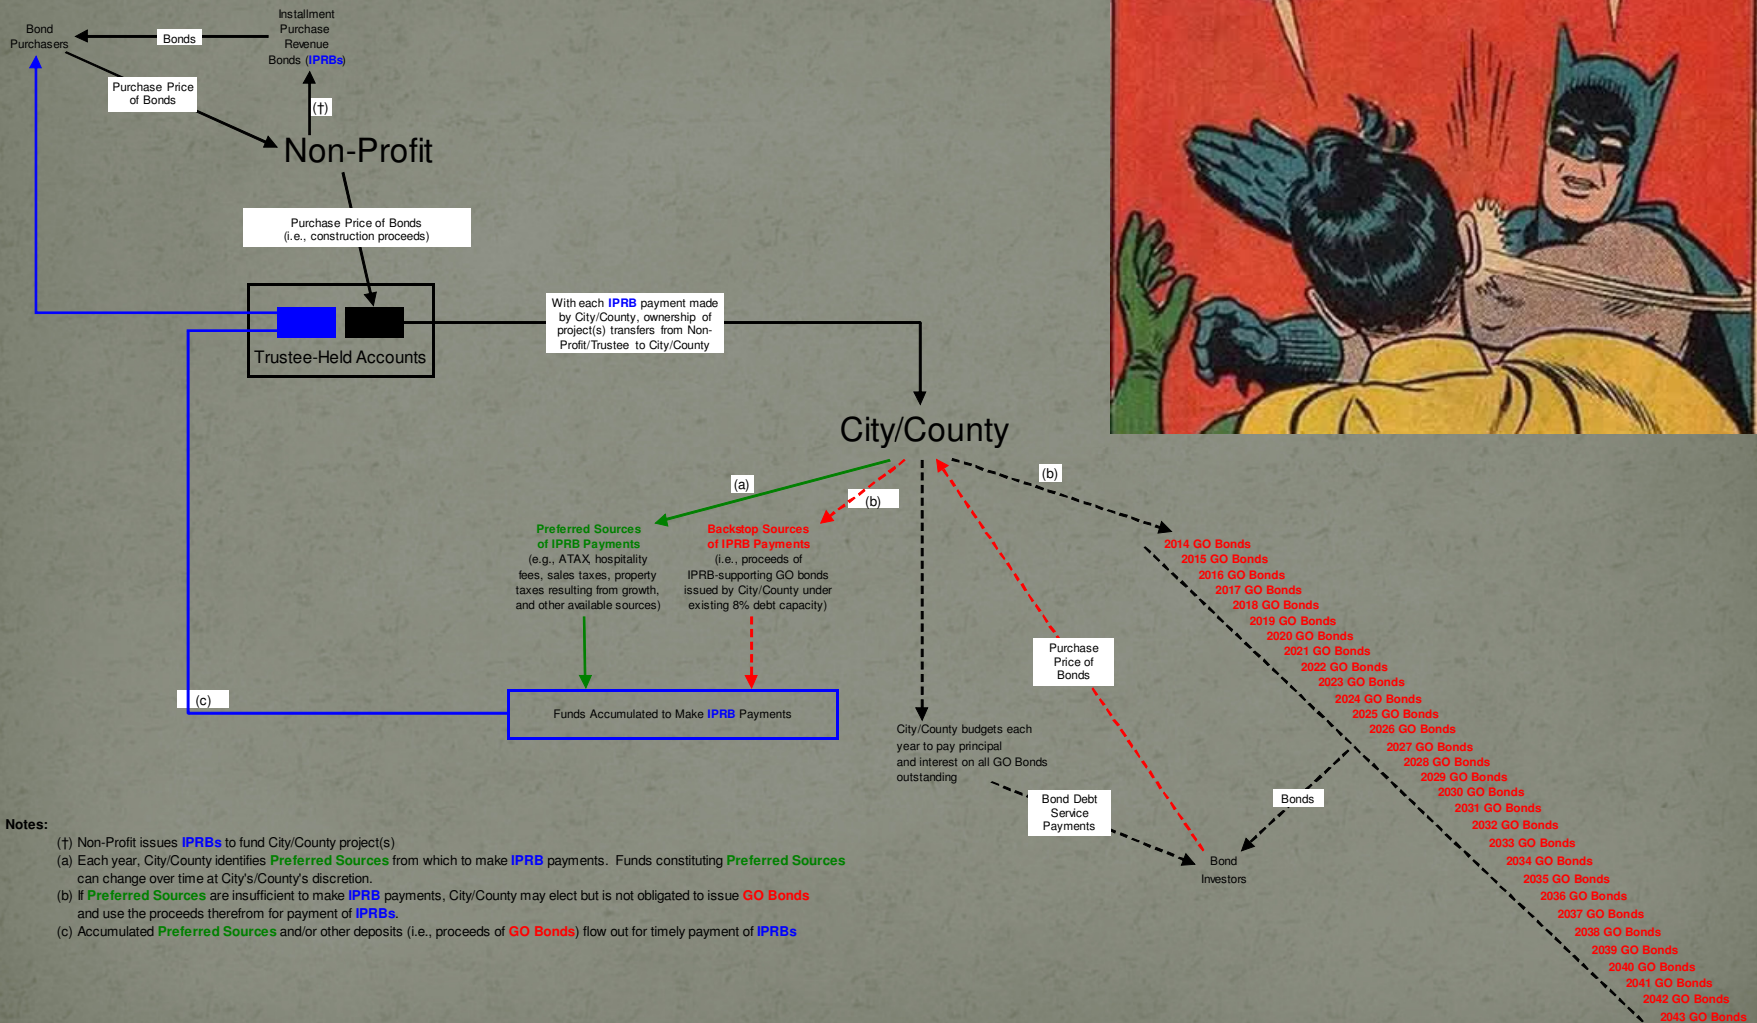 Bond
Purchasers
Bonds
Installment
Purchase
Revenue
Bonds (IPRBs)
Purchase Price
of Bonds
(†)
Non-Profit
Purchase Price of Bonds
(i.e., construction proceeds)
Trustee-Held Accounts
With each IPRB payment made
by City/County, ownership of
project(s) transfers from Non-
Profit/Trustee to City/County
City/County
(a)
(b)
(b)
Preferred Sources
of IPRB Payments
(e.g., ATAX, hospitality
fees, sales taxes, property
taxes resulting from growth,
and other available sources)
Backstop Sources
of IPRB Payments
(i.e., proceeds of
IPRB-supporting GO bonds
issued by City/County under
existing 8% debt capacity)
(c)
Funds Accumulated to Make IPRB Payments
Purchase
Price of
Bonds
City/County budgets each
year to pay principal
and interest on all GO Bonds
outstanding
Bond Debt
Service
Payments
Bonds
Bond
Investors
2014 GO Bonds
2015 GO Bonds
2016 GO Bonds
2017 GO Bonds
2018 GO Bonds
2019 GO Bonds
2020 GO Bonds
2021 GO Bonds
2022 GO Bonds
2023 GO Bonds
2024 GO Bonds
2025 GO Bonds
2026 GO Bonds
2027 GO Bonds
2028 GO Bonds
2029 GO Bonds
2030 GO Bonds
2031 GO Bonds
2032 GO Bonds
2033 GO Bonds
2034 GO Bonds
2035 GO Bonds
2036 GO Bonds
2037 GO Bonds
2038 GO Bonds
2039 GO Bonds
2040 GO Bonds
2041 GO Bonds
2042 GO Bonds
2043 GO Bonds
Notes:
(†) Non-Profit issues IPRBs to fund City/County project(s)
(a) Each year, City/County identifies Preferred Sources from which to make IPRB payments. Funds constituting Preferred Sources
can change over time at City's/County's discretion.
(b) If Preferred Sources are insufficient to make IPRB payments, City/County may elect but is not obligated to issue GO Bonds
and use the proceeds therefrom for payment of IPRBs.
(c) Accumulated Preferred Sources and/or other deposits (i.e., proceeds of GO Bonds) flow out for timely payment of IPRBs